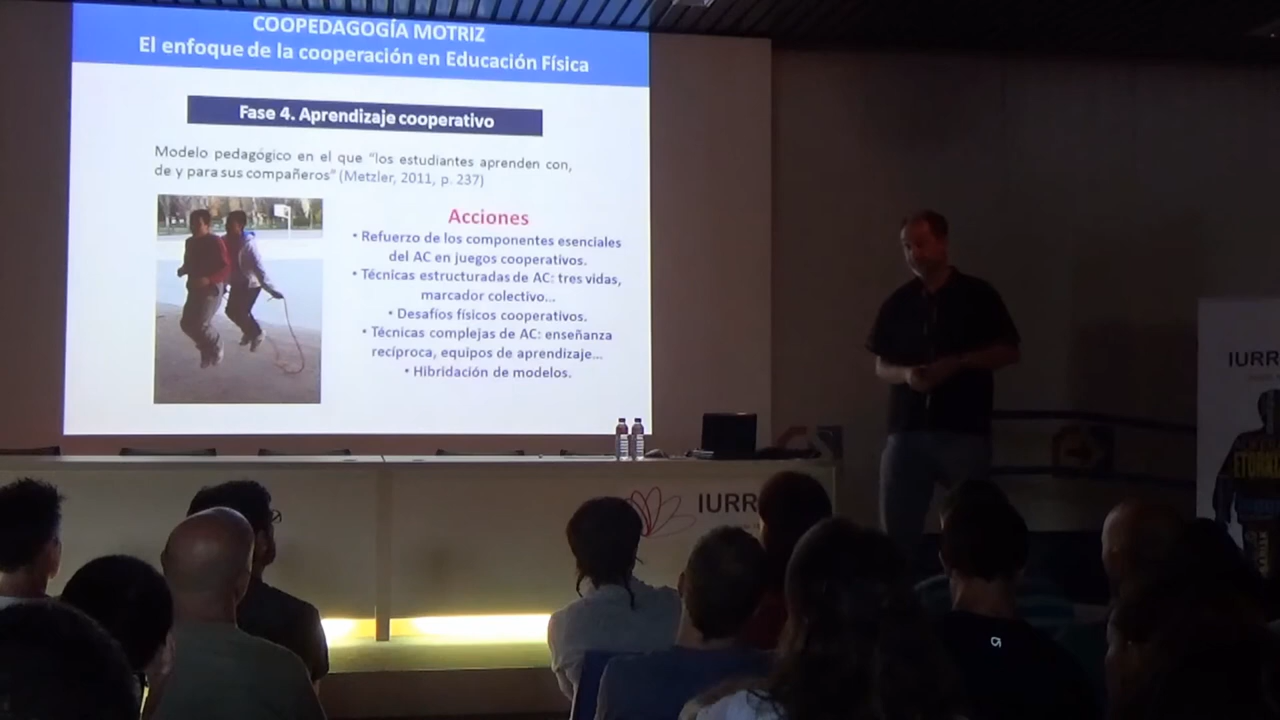 COOPEDAGOGÍA MOTRIZ
El enfoque de la cooperación en Educación Física
Fase 4. Aprendizaje cooperativo
Modelo pedagógico en el que "los estudiantes aprenden con,
de y para sus compañeros" (Metzler, 2011, p. 237)
Acciones
• Refuerzo de los componentes esenciales
del AC en juegos cooperativos.
• Técnicas estructuradas de AC: tres vidas,
marcador colectivo...
• Desafíos físicos cooperativos.
• Técnicas complejas de AC: enseñanza
recíproca, equipos de aprendizaje...
• Hibridación de modelos.
IURR
IURR